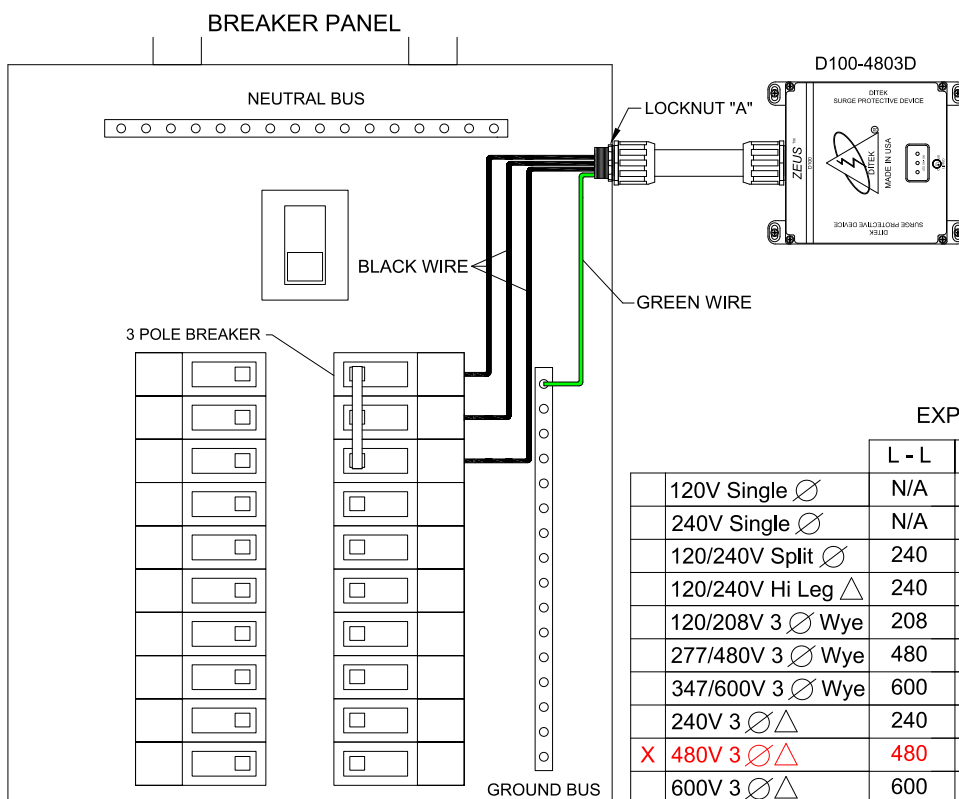 BREAKER PANEL
D100-4803D
NEUTRAL BUS
LOCKNUT "A"
DITEK
SURGE PROTECTIVE DEVICE
ZEUS ™
D100
DITEK
®
MADE IN USA
DITEK
SURGE PROTECTIVE DEVICE
BLACK WIRE
GREEN WIRE
3 POLE BREAKER
GROUND BUS
EXP
L - L
120V Single ∅ N/A
240V Single ∅ N/A
120/240V Split ∅ 240
120/240V Hi Leg △ 240
120/208V 3 ∅ Wye 208
277/480V 3 ∅ Wye 480
347/600V 3 ∅ Wye 600
240V 3 ∅ △ 240
X 480V 3 ∅ △ 480
600V 3 ∅ △ 600